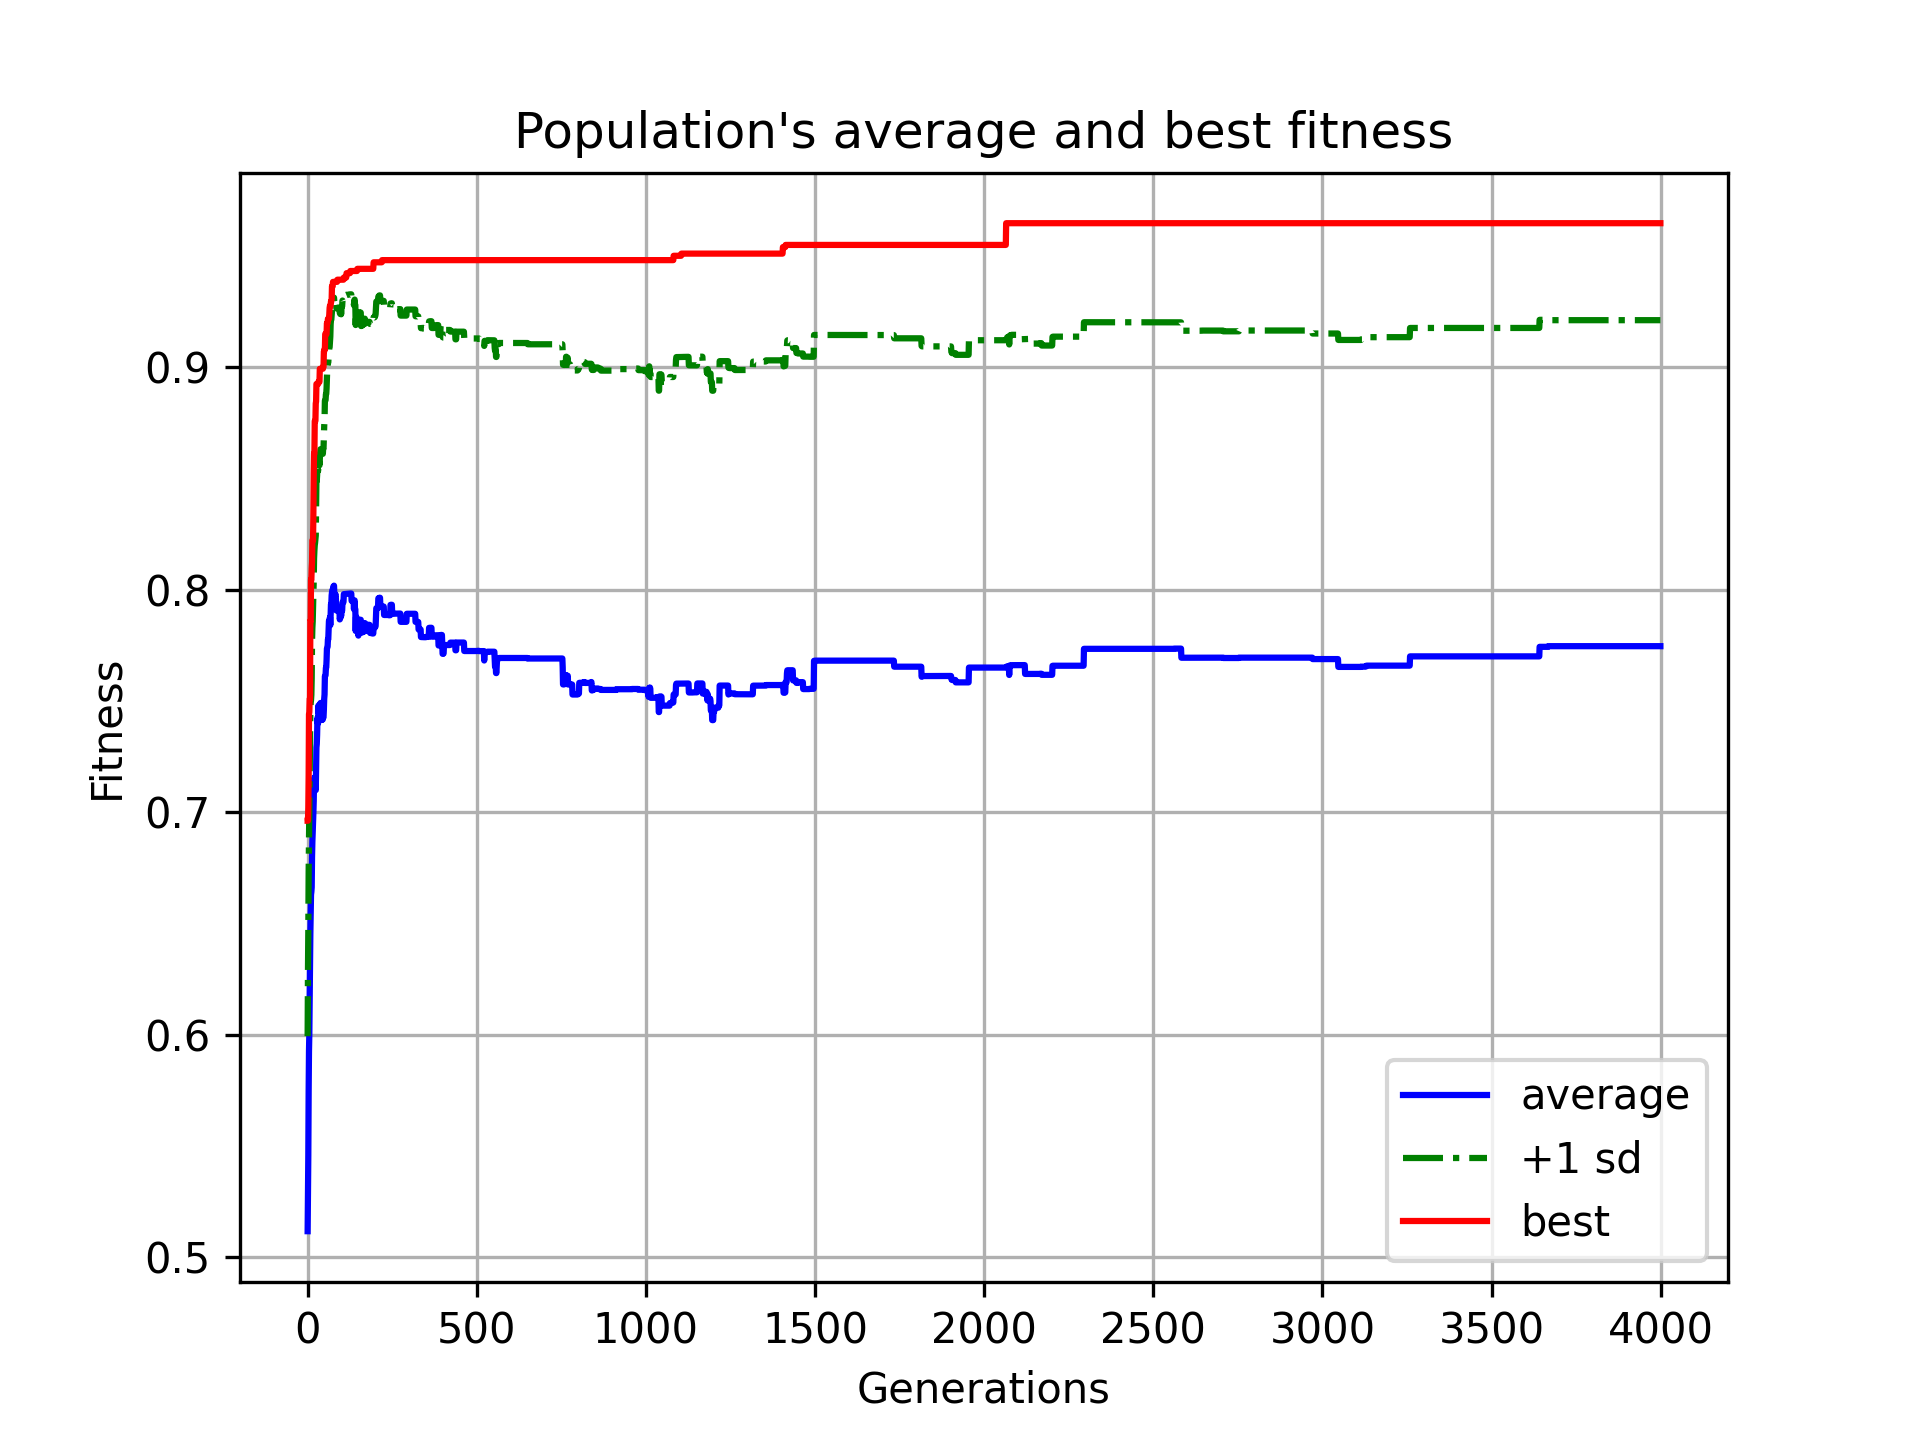 Population's average and best fitness
Fitness
0.9
0.8
0.7
0.6
0.5
average
+1 sd
best
0 500 1000 1500 2000 2500 3000 3500 4000
Generations